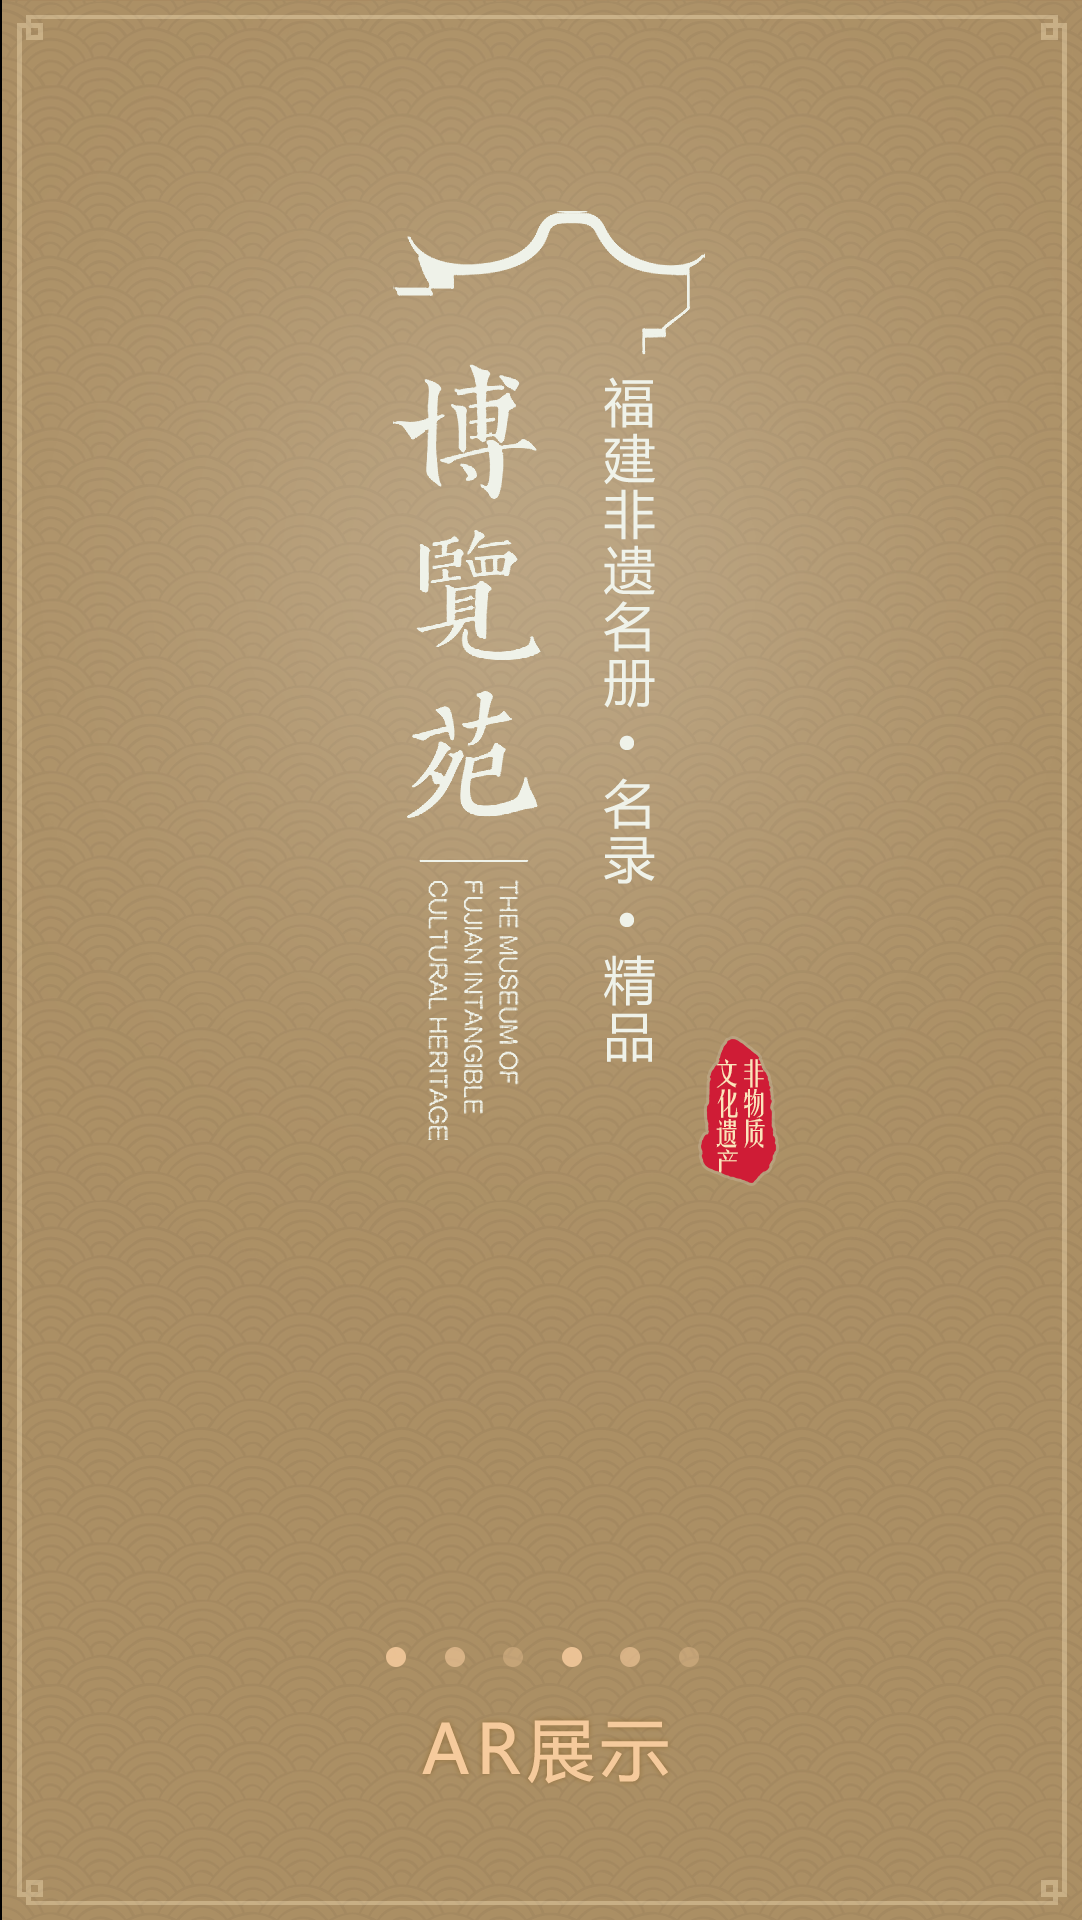 博覽苑
福建非遗名册·名录·精品
THE MUSEUM OF
FUJIAN INTANGIBLE
CULTURAL HERITAGE
非物质
文化遗产
AR展示